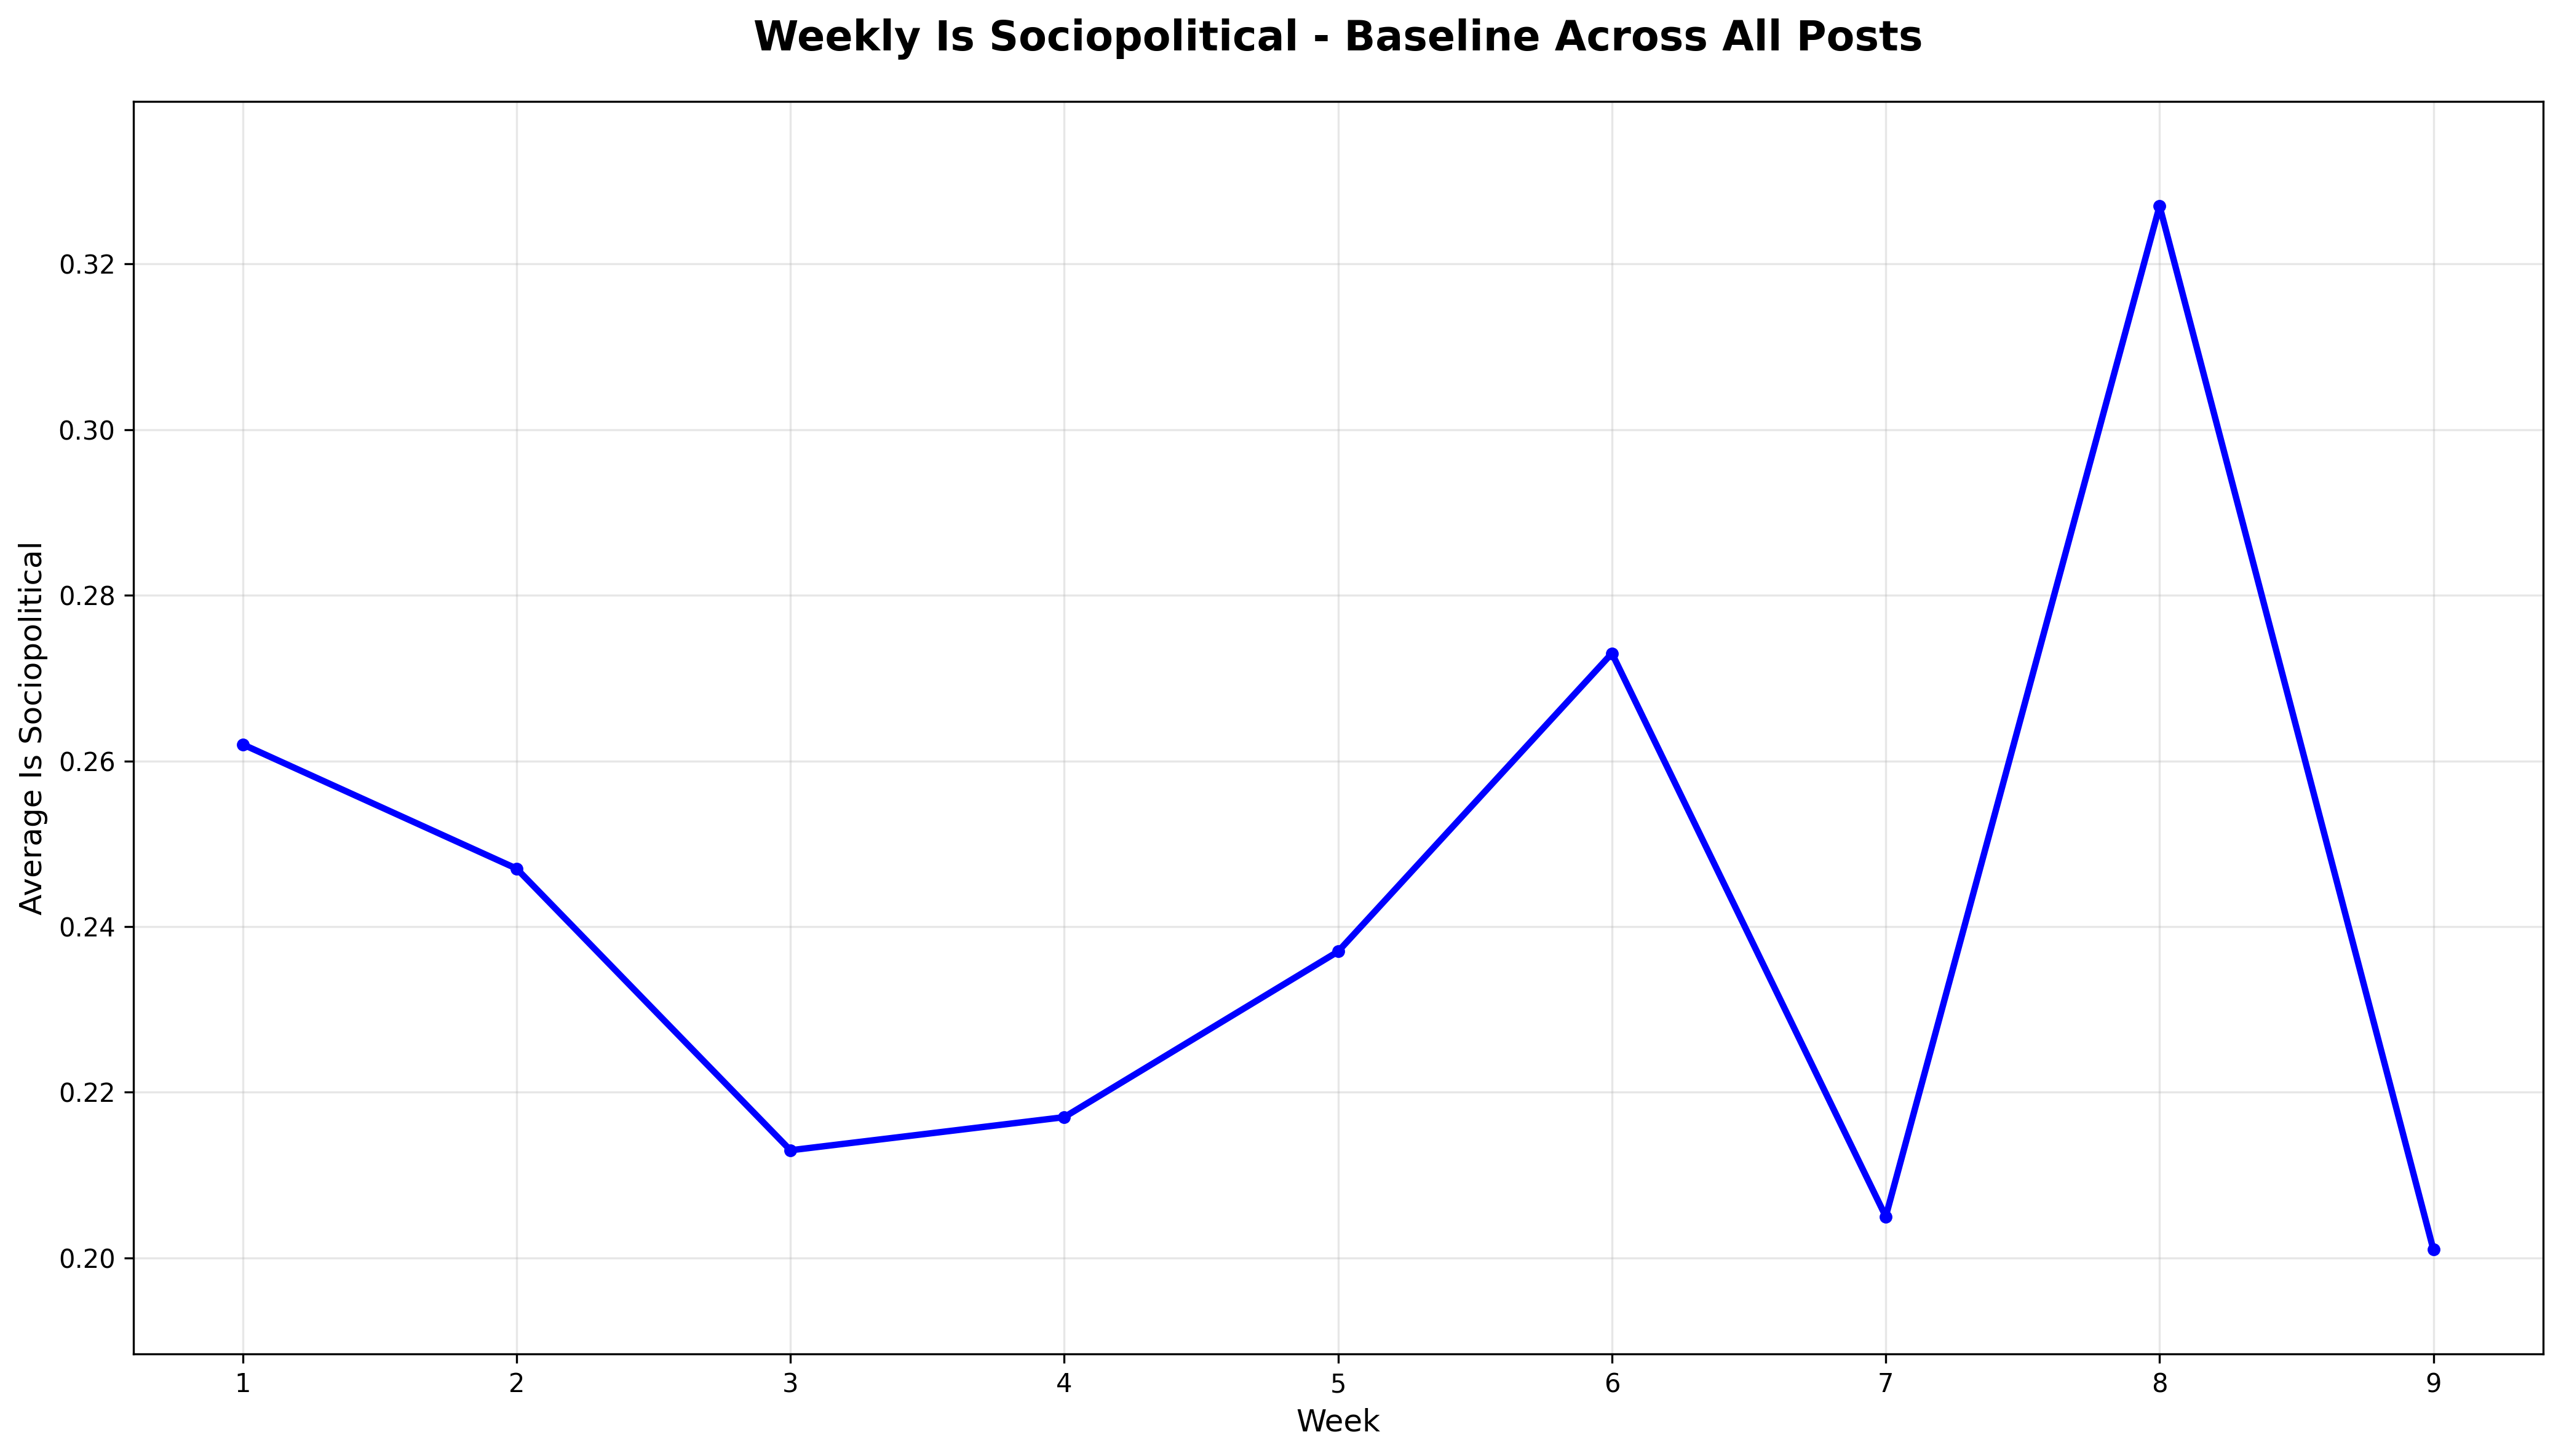 Weekly Is Sociopolitical - Baseline Across All Posts
Average Is Sociopolitical
0.32
0.30
0.28
0.26
0.24
0.22
0.20
1 2 3 4 5 6 7 8 9
Week